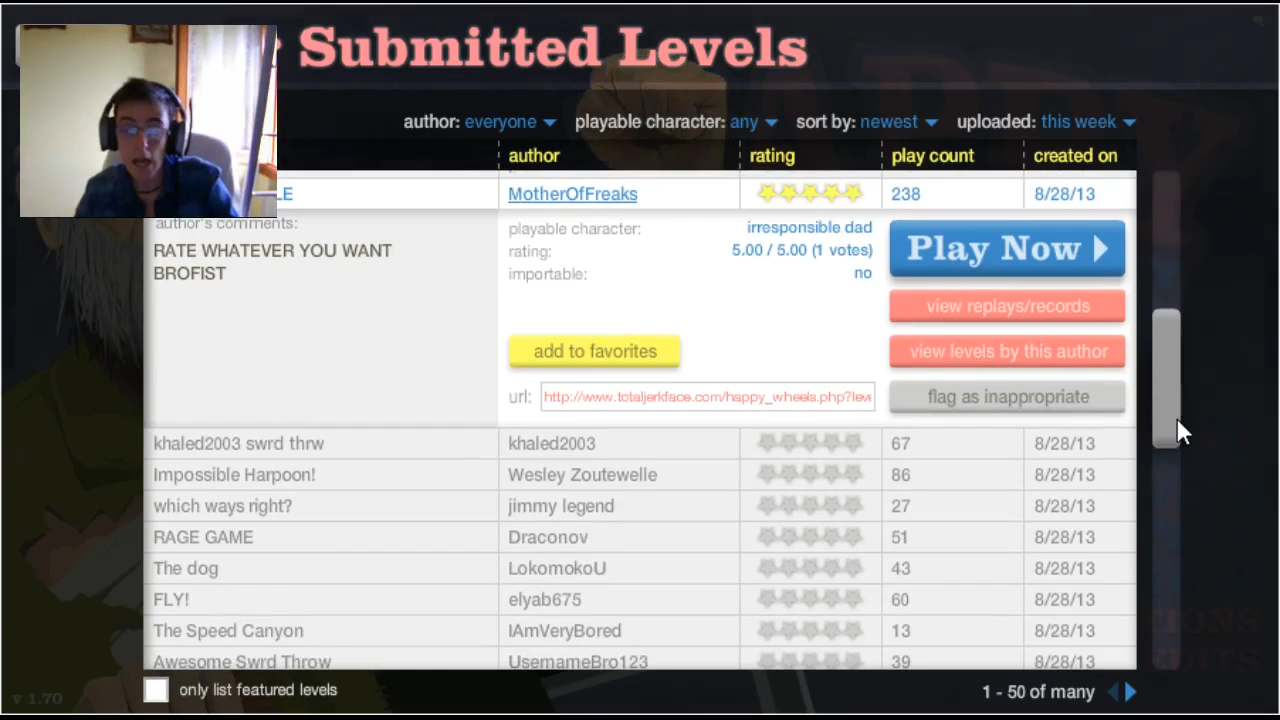 Submitted Levels
author: everyone playable character: any sort by: newest uploaded: this week
author rating play count created on
LE MotherOfFreaks 238 8/28/13
author's comments:
RATE WHATEVER YOU WANT
BROFIST
playable character: irresponsible dad
rating: 5.00 / 5.00 (1 votes)
importable: no
Play Now
view replays/records
add to favorites
view levels by this author
url: http://www.totaljerkface.com/happy_wheels.php?leve
flag as inappropriate
khaled2003 swrd thrw khaled2003 67 8/28/13
Impossible Harpoon! Wesley Zoutewelle 86 8/28/13
which ways right? jimmy legend 27 8/28/13
RAGE GAME Draconov 51 8/28/13
The dog LokomokoU 43 8/28/13
FLY! elyab675 60 8/28/13
The Speed Canyon IAmVeryBored 13 8/28/13
Awesome Swrd Throw UsernameBro123 39 8/28/13
only list featured levels
1 - 50 of many
v 1.70